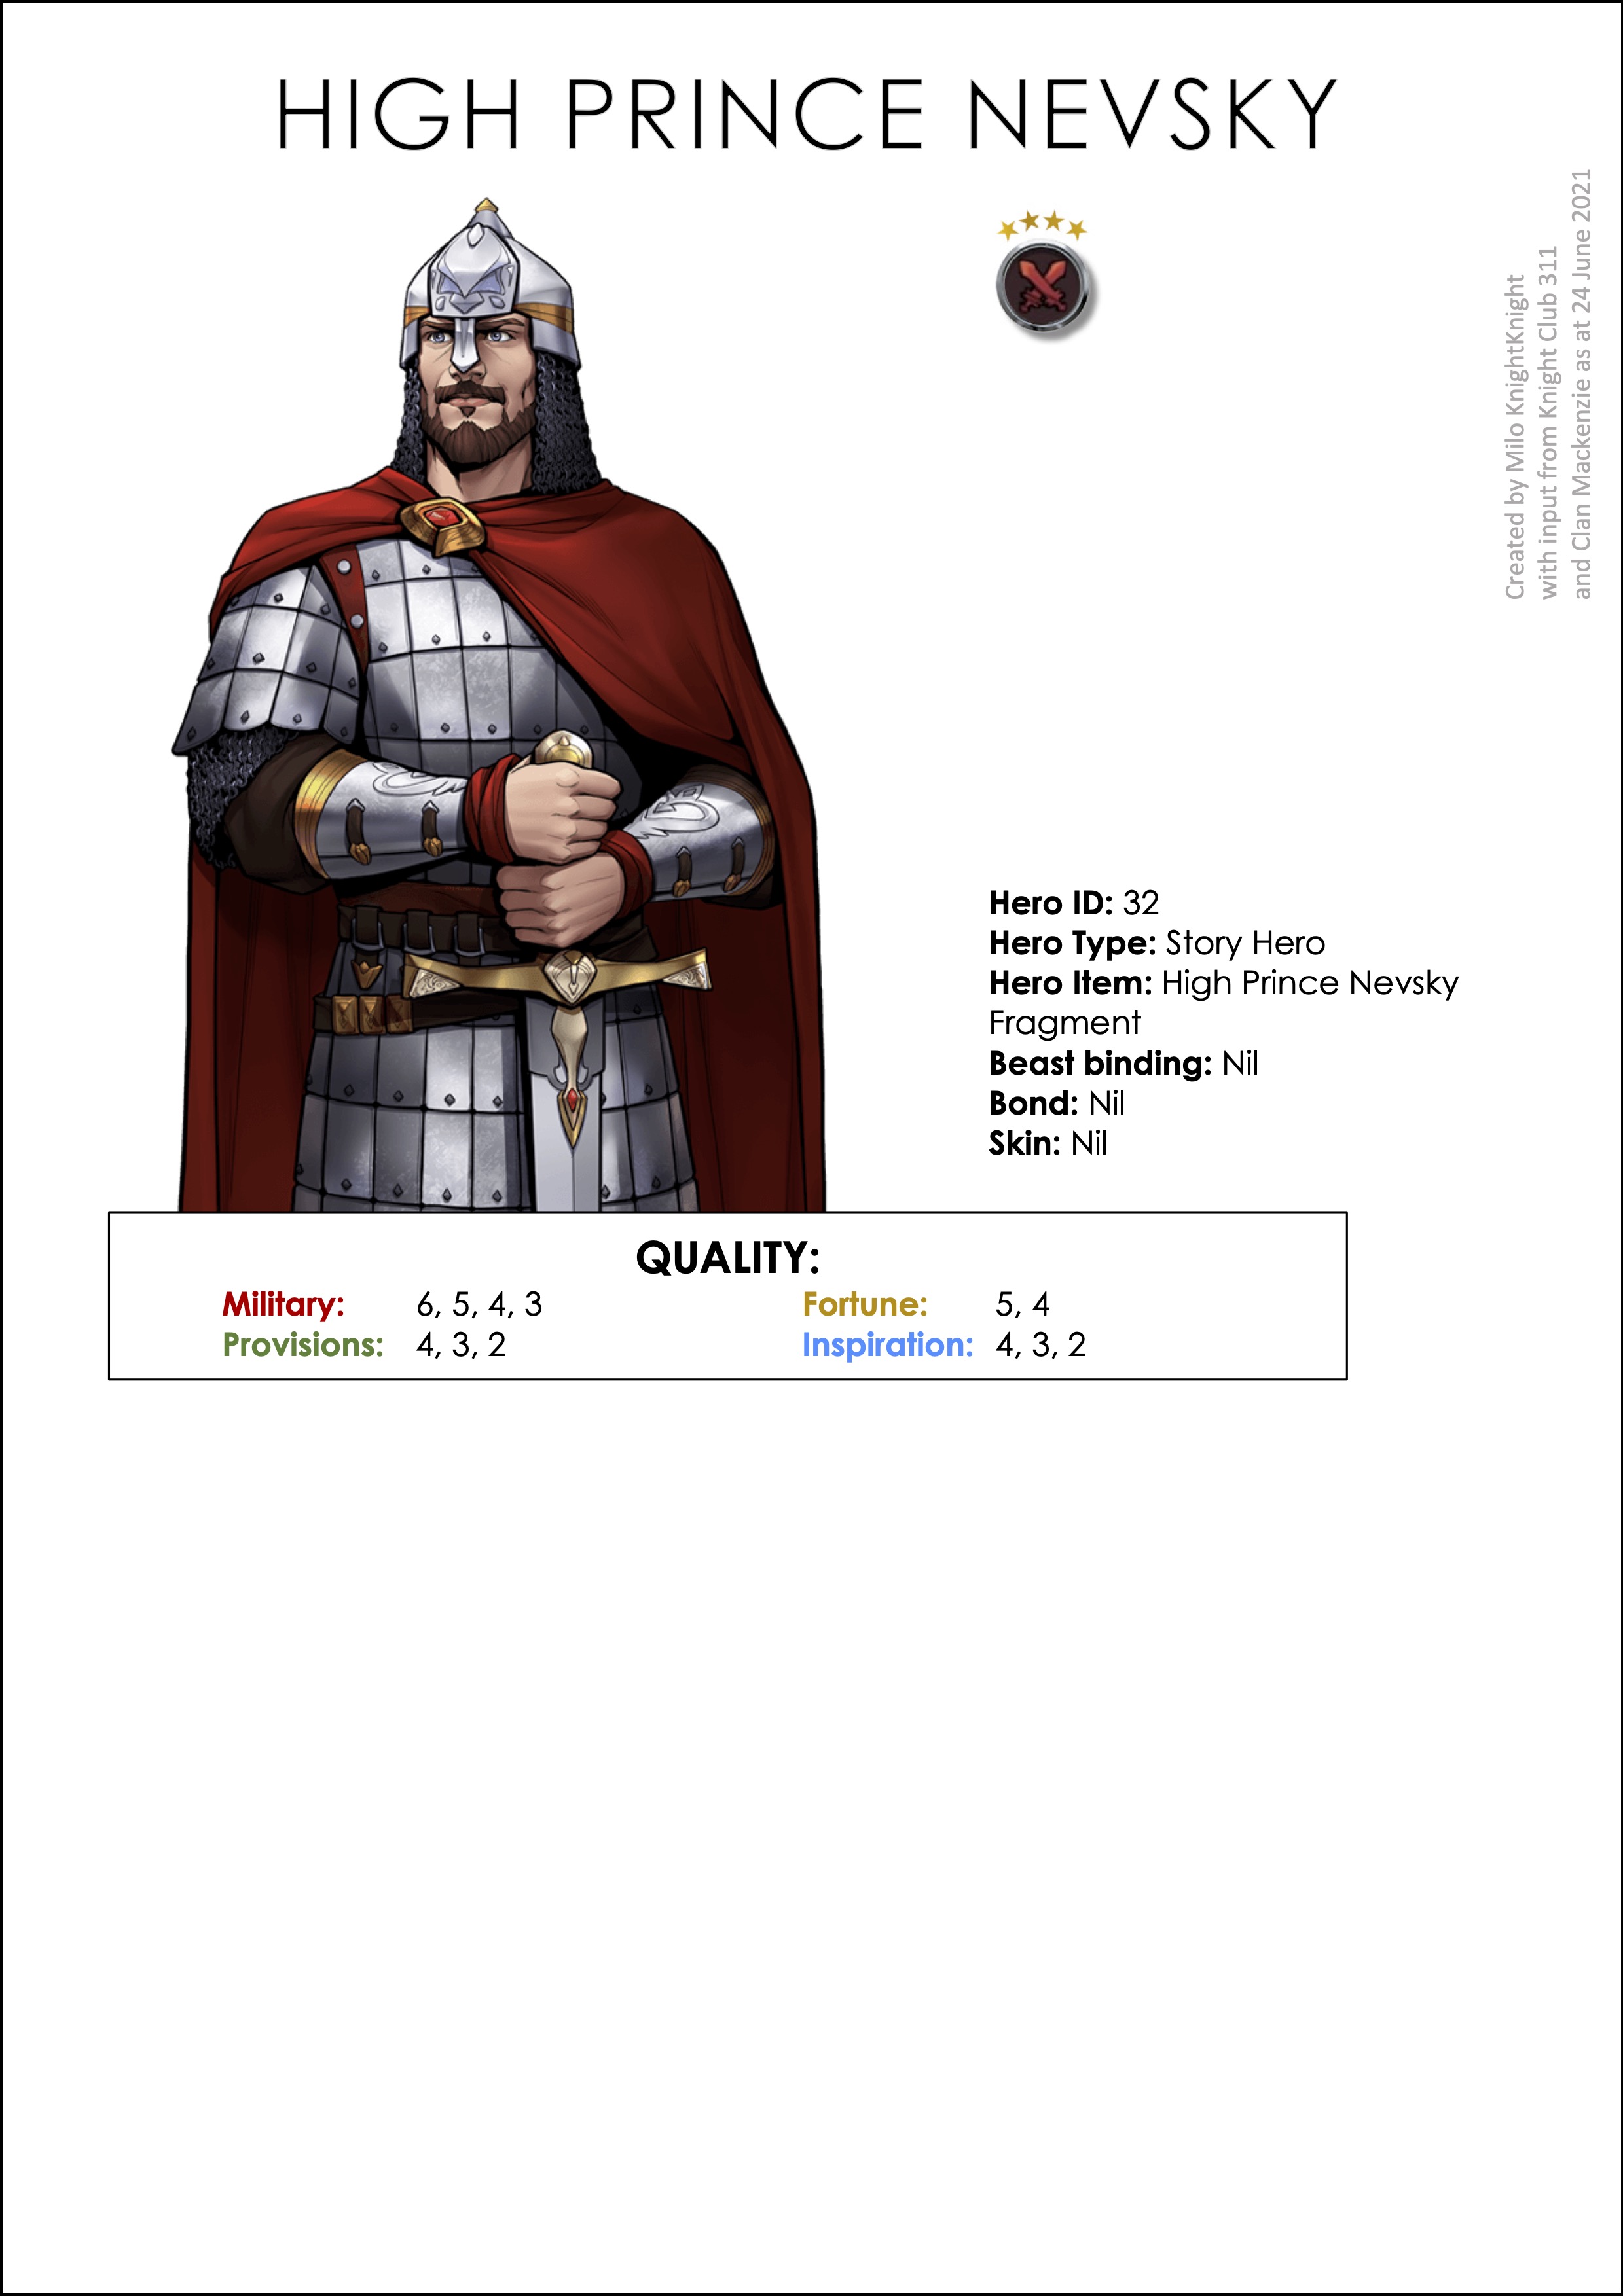 HIGH PRINCE NEVSKY
Created by Milo KnightKnight
with input from Knight Club 311
and Clan Mackenzie as at 24 June 2021
Hero ID: 32
Hero Type: Story Hero
Hero Item: High Prince Nevsky
Fragment
Beast binding: Nil
Bond: Nil
Skin: Nil
QUALITY:
Military: 6, 5, 4, 3 Fortune: 5, 4
Provisions: 4, 3, 2 Inspiration: 4, 3, 2